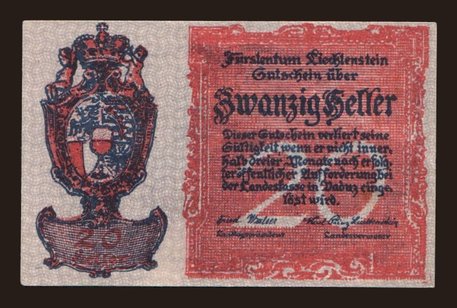 Fürstentum Liechtenstein
Gutschein über
Zwanzig Heller
Dieser Gutschein verliert seine
Gültigkeit wenn er nicht inner,
halb dreier Monate nach erfolg,
ter öffentlicher Aufforderung bei
der Landeskasse in Vaduz einge,
löst wird.
Landesverweser
20